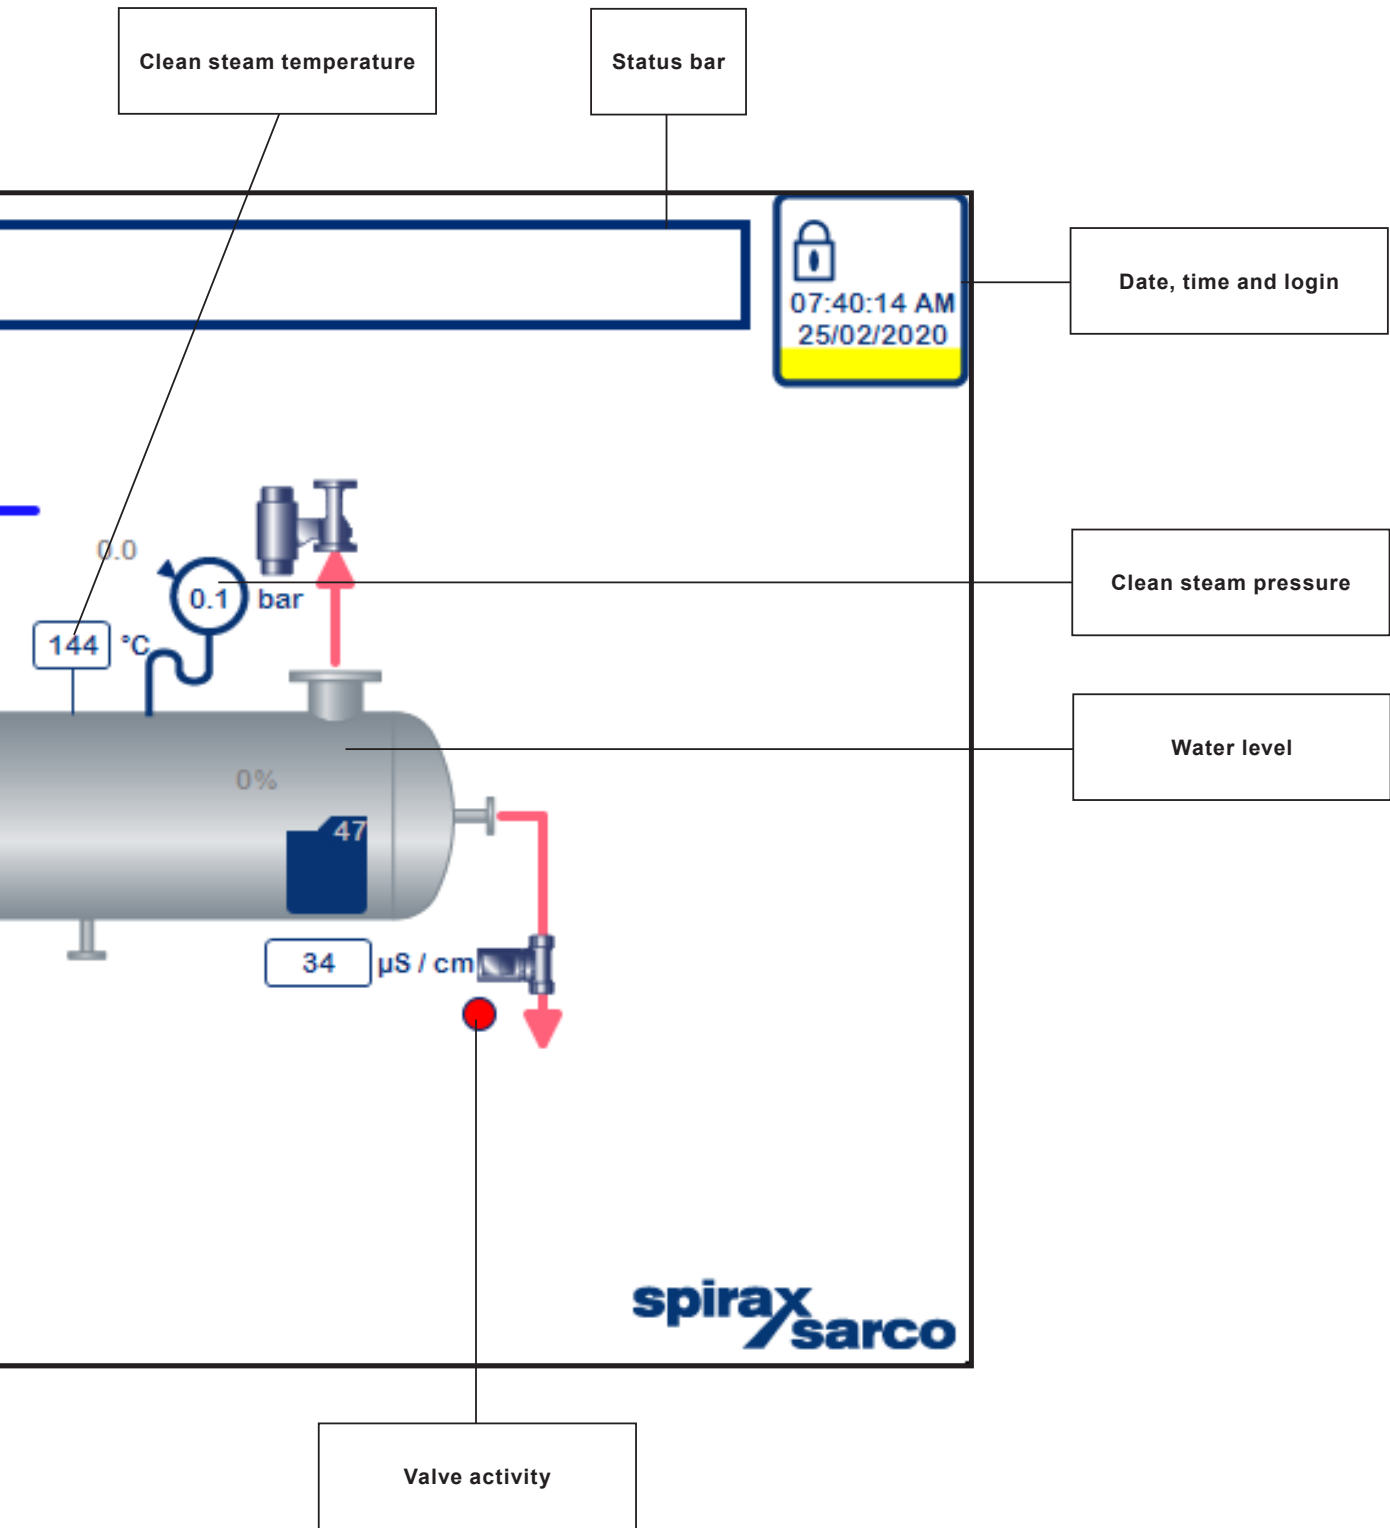 Clean steam temperature
Status bar
07:40:14 AM
25/02/2020
Date, time and login
0.0
0.1 bar
Clean steam pressure
144 °C
Water level
0%
47
34 µS / cm
spirax
sarco
Valve activity